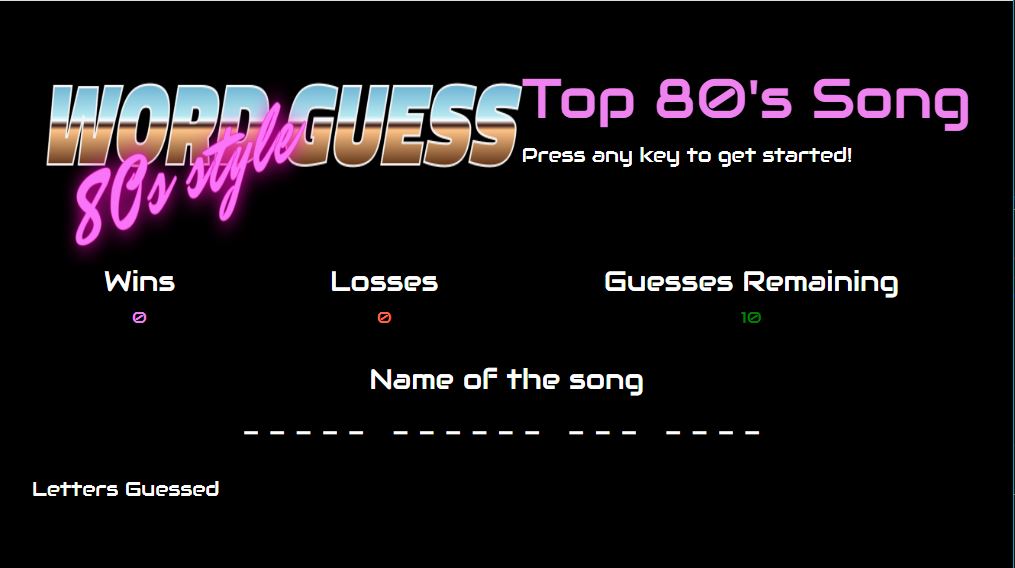 WORD GUESS
80s style
Top 80's Song
Press any key to get started!
Wins
Losses
Guesses Remaining
0
0
10
Name of the song
_ _ _ _ _   _ _ _ _ _ _   _ _ _   _ _ _ _
Letters Guessed